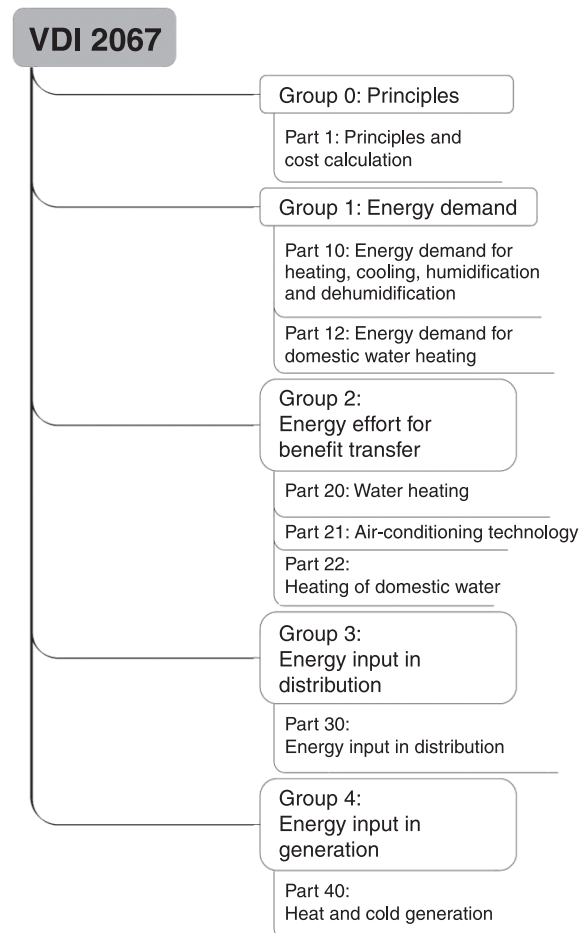 VDI 2067
Group 0: Principles
Part 1: Principles and
cost calculation
Group 1: Energy demand
Part 10: Energy demand for
heating, cooling, humidification
and dehumidification
Part 12: Energy demand for
domestic water heating
Group 2:
Energy effort for
benefit transfer
Part 20: Water heating
Part 21: Air-conditioning technology
Part 22:
Heating of domestic water
Group 3:
Energy input in
distribution
Part 30:
Energy input in distribution
Group 4:
Energy input in
generation
Part 40:
Heat and cold generation